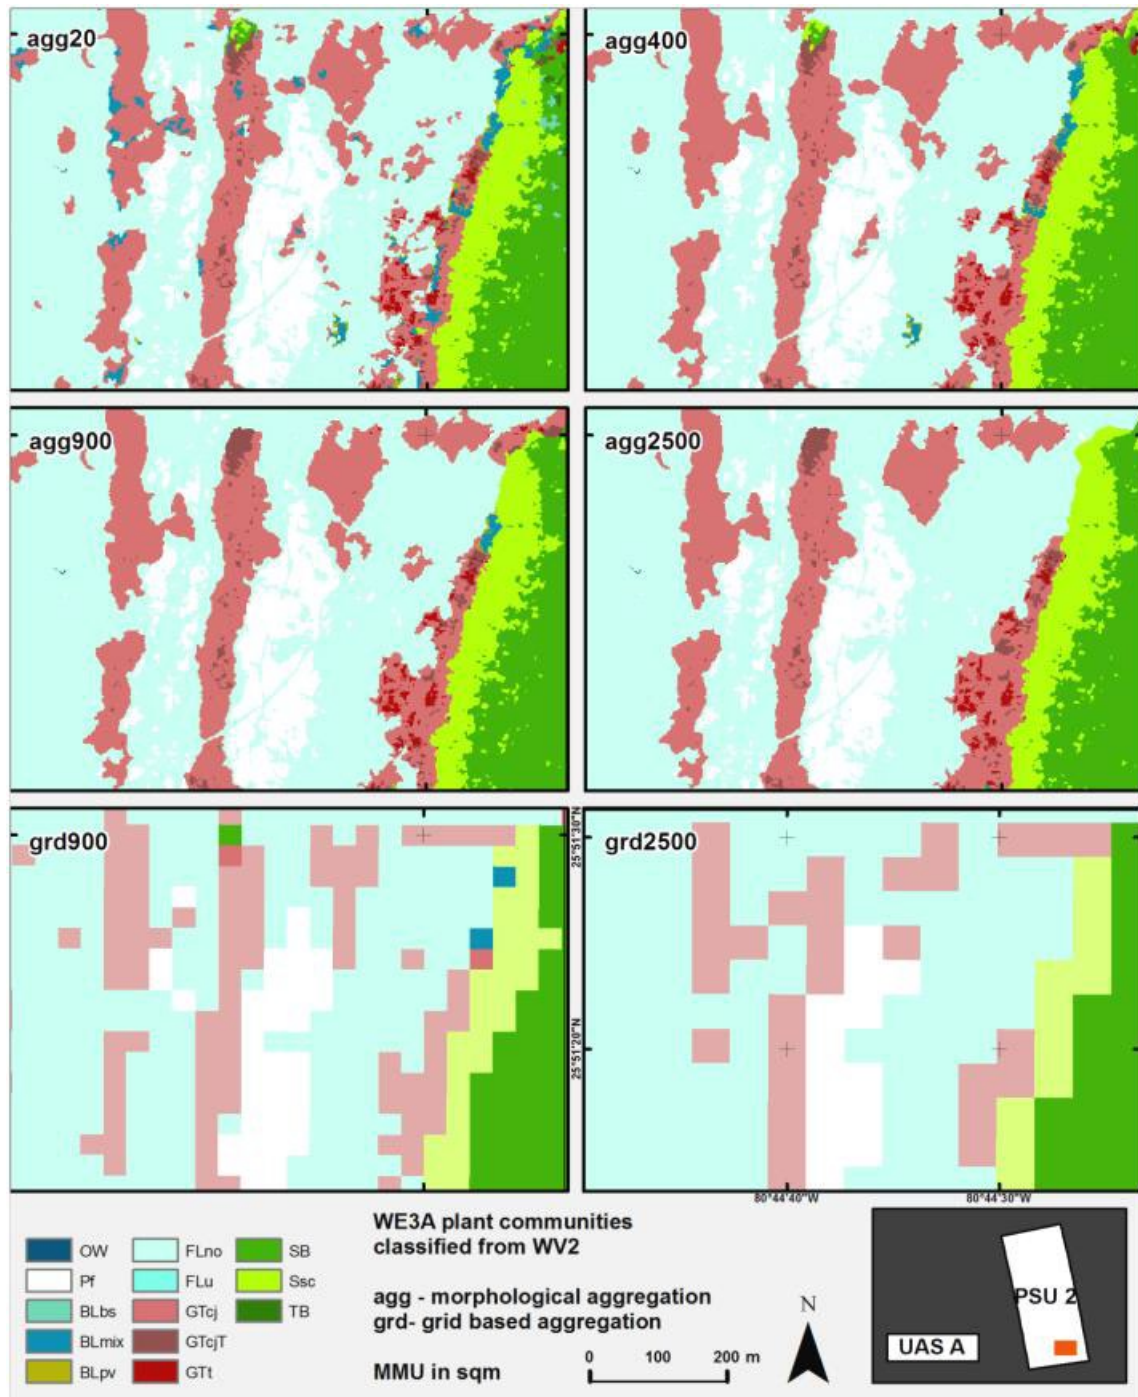 agg20
agg400
agg900
agg2500
grd900
grd2500
25°51'30"N
25°51'20"N
80°44'40"W
80°44'30"W
OW
Pf
BLbs
BLmix
BLpv
FLno
FLu
GTcj
GTcjT
GTt
SB
Ssc
TB
WE3A plant communities
classified from WV2
agg - morphological aggregation
grd- grid based aggregation
MMU in sqm
0 100 200 m
N
PSU 2
UAS A